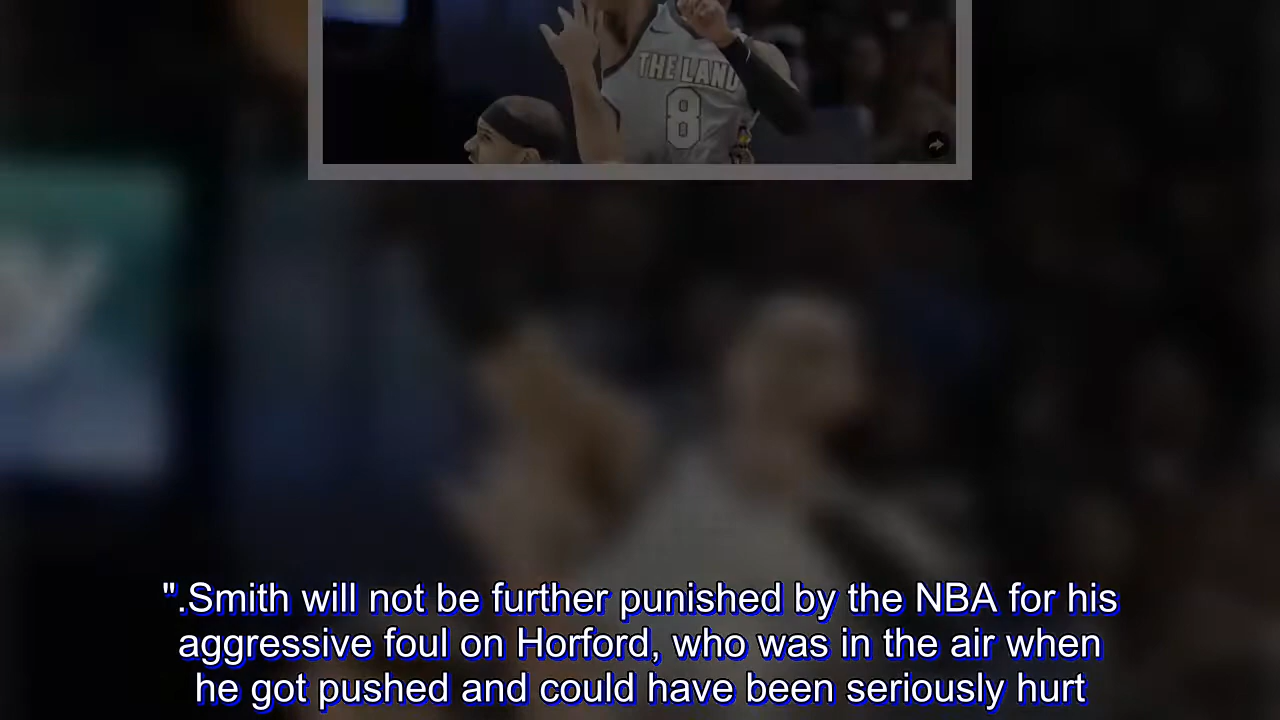 THE LAND
8
".Smith will not be further punished by the NBA for his
aggressive foul on Horford, who was in the air when
he got pushed and could have been seriously hurt